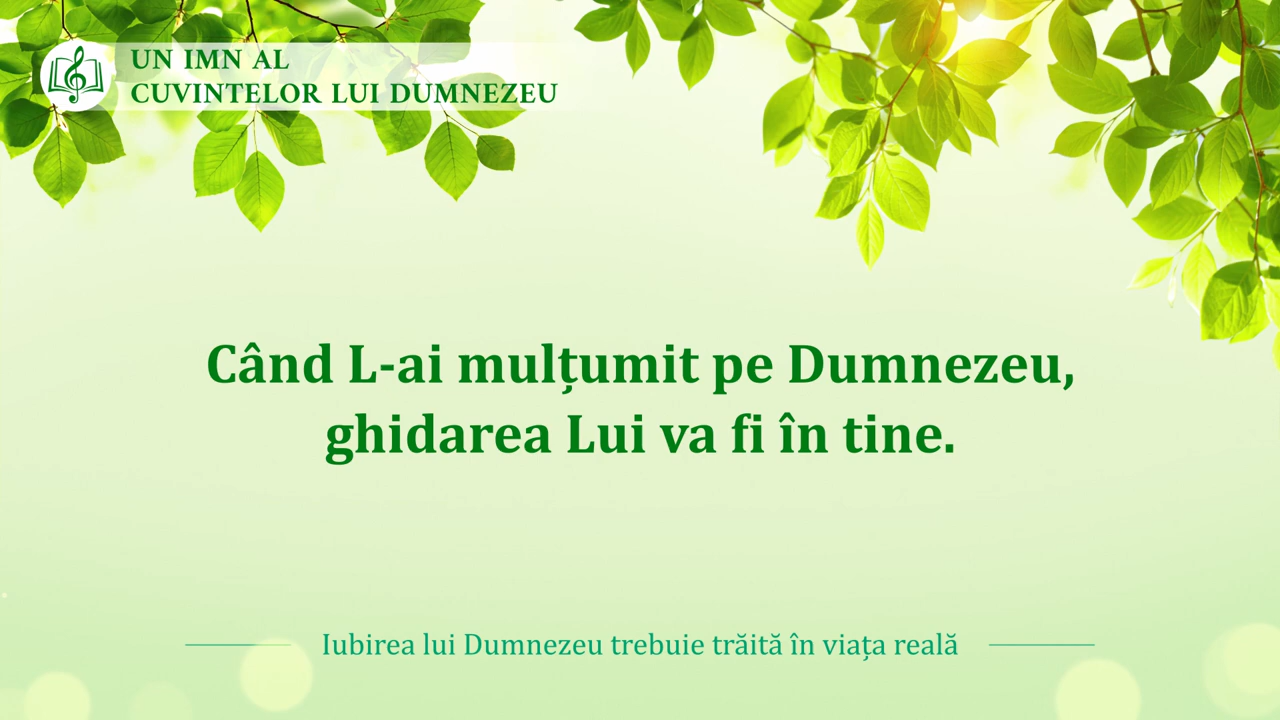 UN IMN AL
CUVINTELOR LUI DUMNEZEU
Când L-ai mulțumit pe Dumnezeu,
ghidarea Lui va fi în tine.
Iubirea lui Dumnezeu trebuie trăită în viața reală